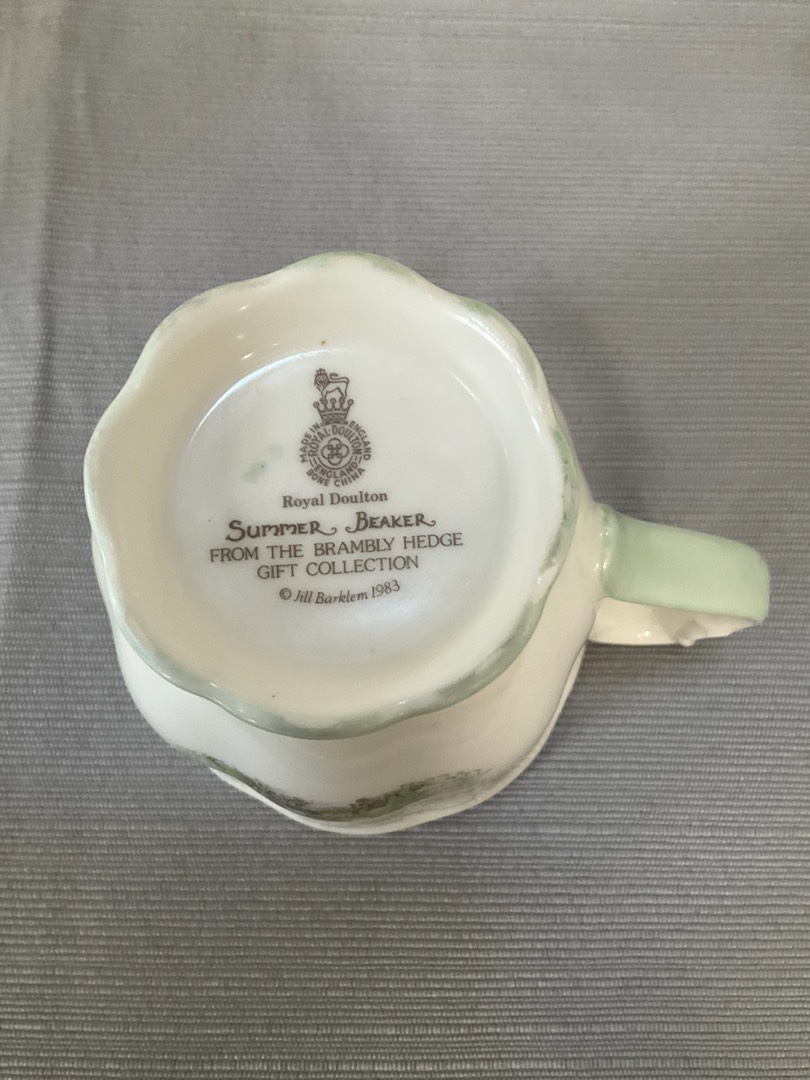 MADE IN ENGLAND
ROYAL·DOULTON
ENGLAND
BONE CHINA
Royal Doulton
SUMMER BEAKER
FROM THE BRAMBLY HEDGE
GIFT COLLECTION
© Jill Barklem 1983